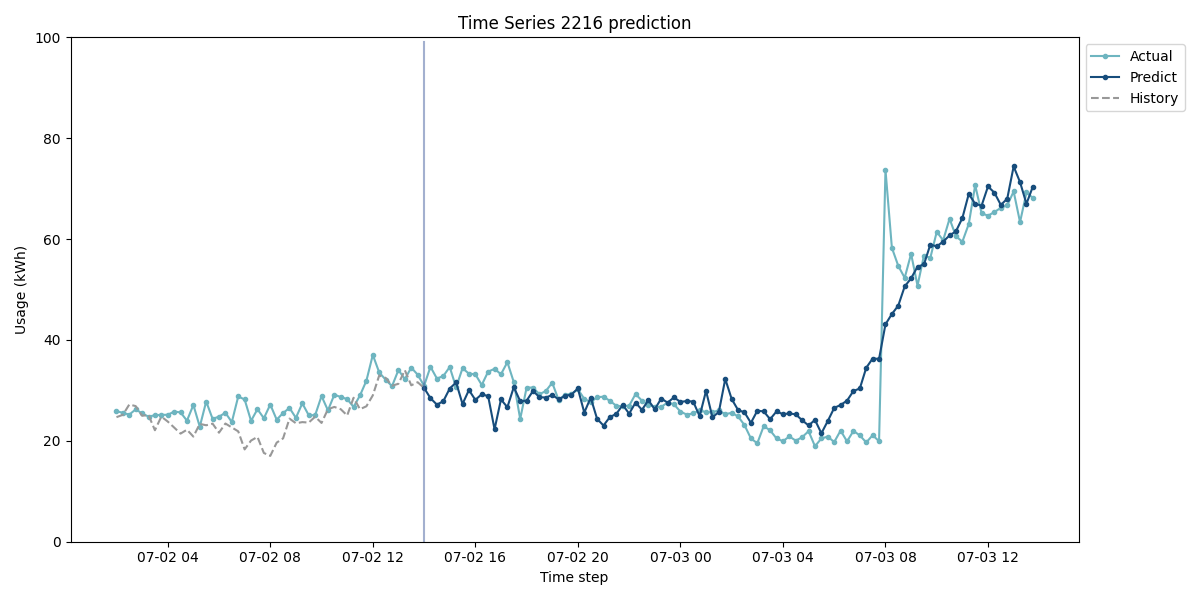 Time Series 2216 prediction
100
80
60
40
20
0
Usage (kWh)
07-02 04
07-02 08
07-02 12
07-02 16
07-02 20
07-03 00
07-03 04
07-03 08
07-03 12
Time step
Actual
Predict
History